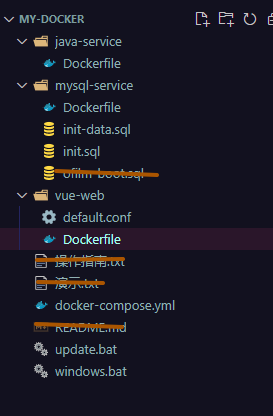 MY-DOCKER
java-service
Dockerfile
mysql-service
Dockerfile
init-data.sql
init.sql
ofilm-boot.sql
vue-web
default.conf
Dockerfile
操作指南.txt
演示.txt
docker-compose.yml
README.md
update.bat
windows.bat